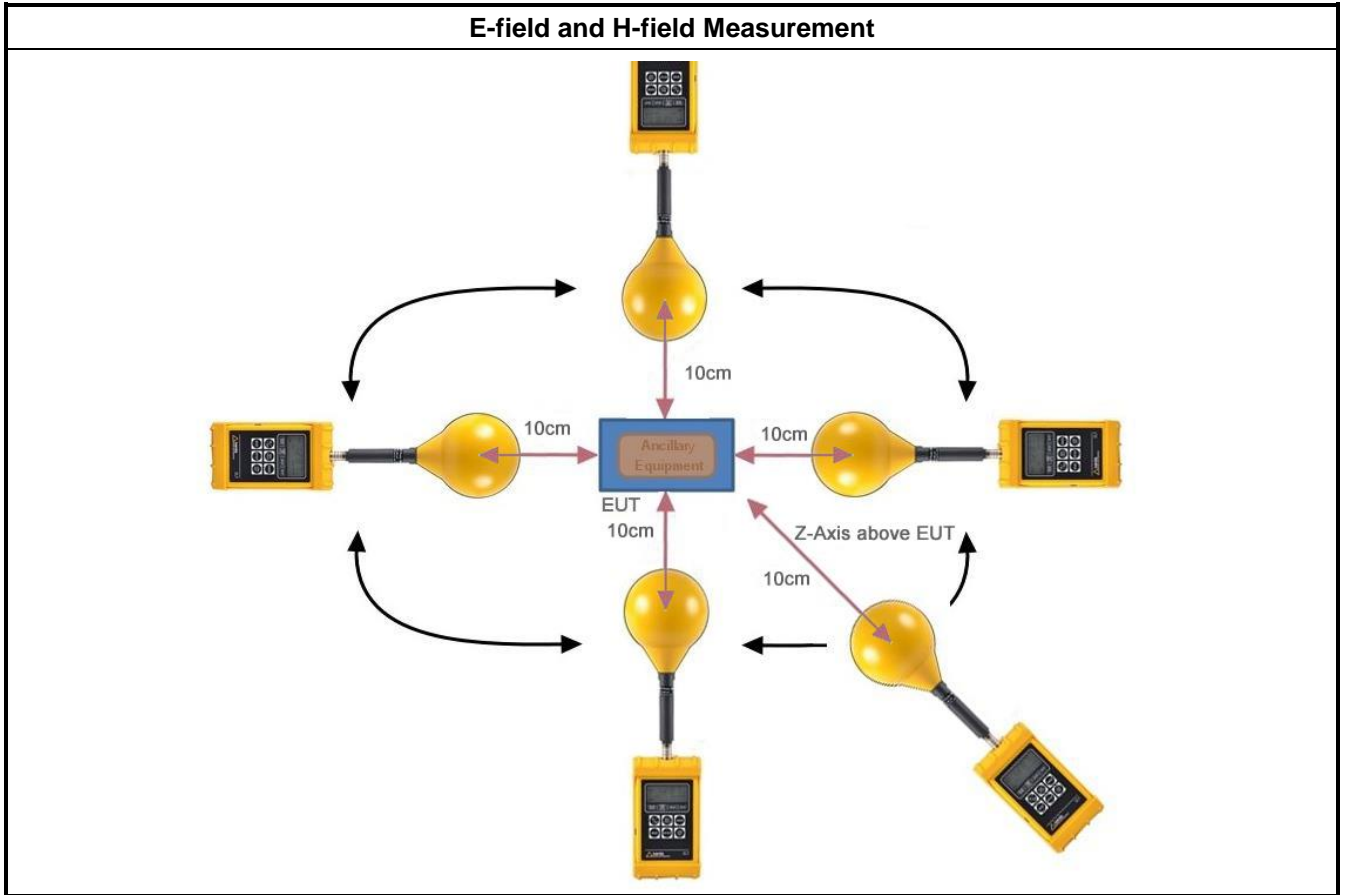 E-field and H-field Measurement
10cm
10cm
10cm
Ancillary
Equipment
EUT
10cm
Z-Axis above EUT
10cm